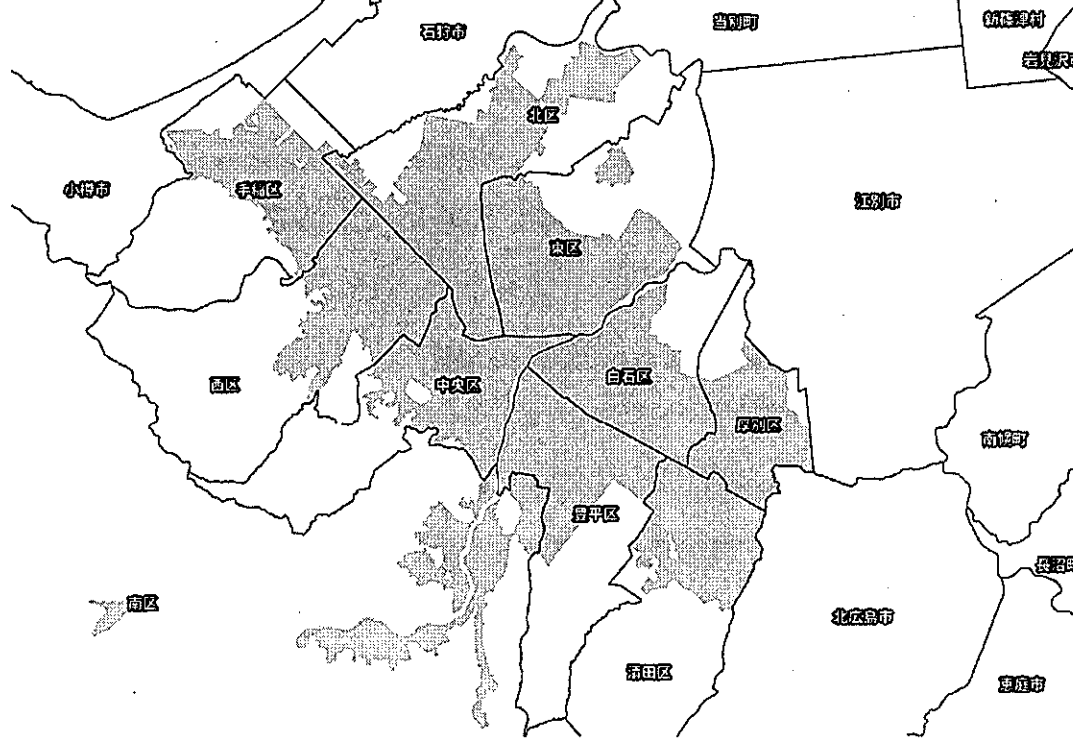 石狩市
当別町
新篠津村
岩見沢市
北区
小樽市
手稲区
江別市
東区
西区
中央区
白石区
厚別区
南幌町
豊平区
長沼町
南区
北広島市
清田区
恵庭市